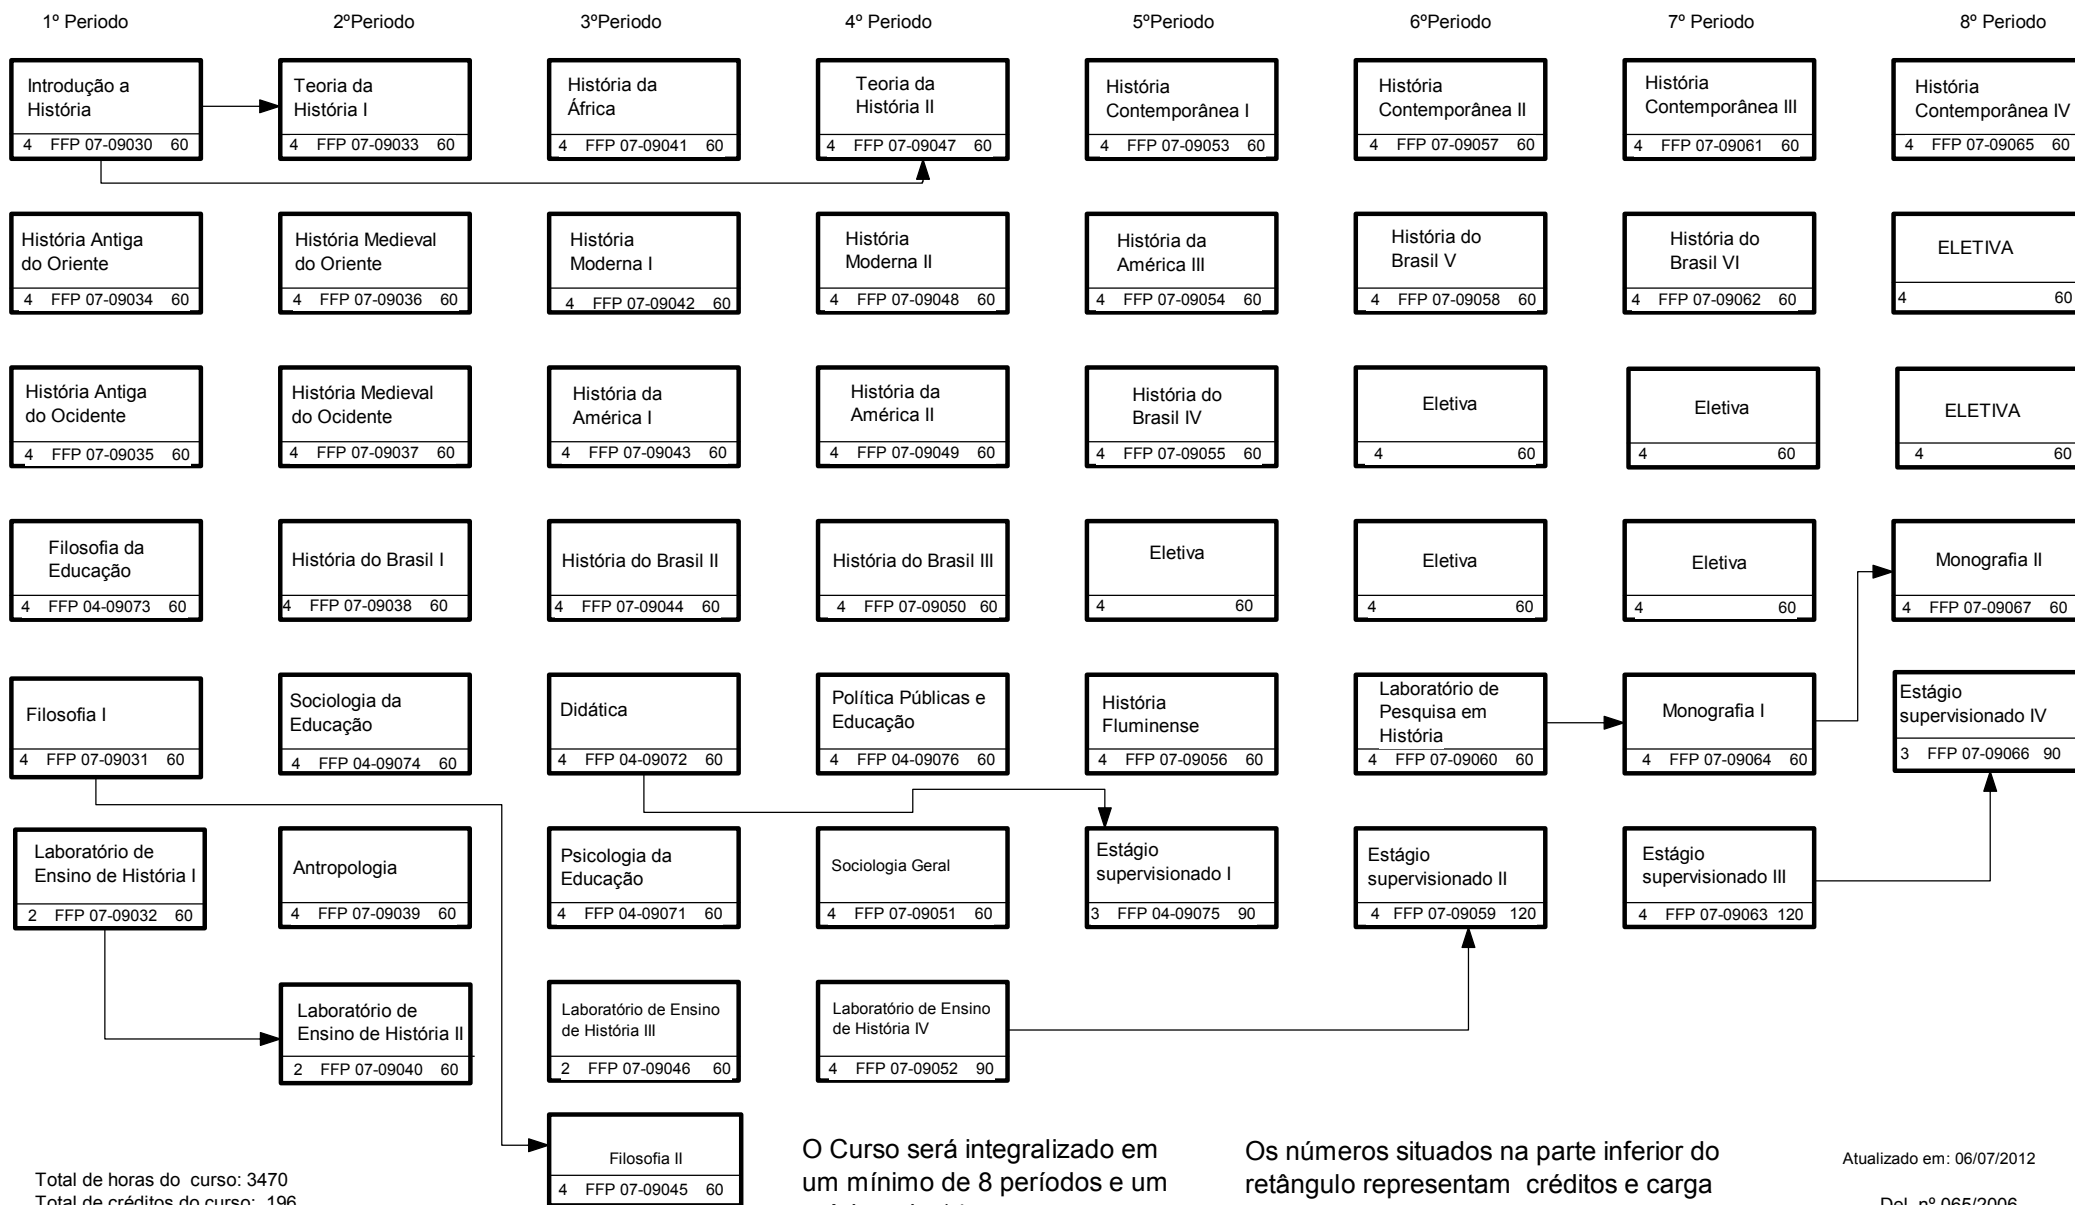 1º Periodo
2ºPeriodo
3ºPeriodo
4º Periodo
5ºPeriodo
6ºPeriodo
7º Periodo
8º Periodo
Introdução a
História
4 FFP 07-09030 60
Teoria da
História I
4 FFP 07-09033 60
História da
África
4 FFP 07-09041 60
Teoria da
História II
4 FFP 07-09047 60
História
Contemporânea I
4 FFP 07-09053 60
História
Contemporânea II
4 FFP 07-09057 60
História
Contemporânea III
4 FFP 07-09061 60
História
Contemporânea IV
4 FFP 07-09065 60
História Antiga
do Oriente
4 FFP 07-09034 60
História Medieval
do Oriente
4 FFP 07-09036 60
História
Moderna I
4 FFP 07-09042 60
História
Moderna II
4 FFP 07-09048 60
História da
América III
4 FFP 07-09054 60
História do
Brasil V
4 FFP 07-09058 60
História do
Brasil VI
4 FFP 07-09062 60
ELETIVA
4 60
História Antiga
do Ocidente
4 FFP 07-09035 60
História Medieval
do Ocidente
4 FFP 07-09037 60
História da
América I
4 FFP 07-09043 60
História da
América II
4 FFP 07-09049 60
História do
Brasil IV
4 FFP 07-09055 60
Eletiva
4 60
Eletiva
4 60
ELETIVA
4 60
Filosofia da
Educação
4 FFP 04-09073 60
História do Brasil I
4 FFP 07-09038 60
História do Brasil II
4 FFP 07-09044 60
História do Brasil III
4 FFP 07-09050 60
Eletiva
4 60
Eletiva
4 60
Eletiva
4 60
Monografia II
4 FFP 07-09067 60
Filosofia I
4 FFP 07-09031 60
Sociologia da
Educação
4 FFP 04-09074 60
Didática
4 FFP 04-09072 60
Política Públicas e
Educação
4 FFP 04-09076 60
História
Fluminense
4 FFP 07-09056 60
Laboratório de
Pesquisa em
História
4 FFP 07-09060 60
Monografia I
4 FFP 07-09064 60
Estágio
supervisionado IV
3 FFP 07-09066 90
Laboratório de
Ensino de História I
2 FFP 07-09032 60
Antropologia
4 FFP 07-09039 60
Psicologia da
Educação
4 FFP 04-09071 60
Sociologia Geral
4 FFP 07-09051 60
Estágio
supervisionado I
3 FFP 04-09075 90
Estágio
supervisionado II
4 FFP 07-09059 120
Estágio
supervisionado III
4 FFP 07-09063 120
Laboratório de
Ensino de História II
2 FFP 07-09040 60
Laboratório de Ensino
de História III
2 FFP 07-09046 60
Laboratório de Ensino
de História IV
4 FFP 07-09052 90
Filosofia II
4 FFP 07-09045 60
Total de horas do curso: 3470
Total de créditos do curso: 196
O Curso será integralizado em
um mínimo de 8 períodos e um
Os números situados na parte inferior do
retângulo representam créditos e carga
Atualizado em: 06/07/2012
Del. nº 065/2006